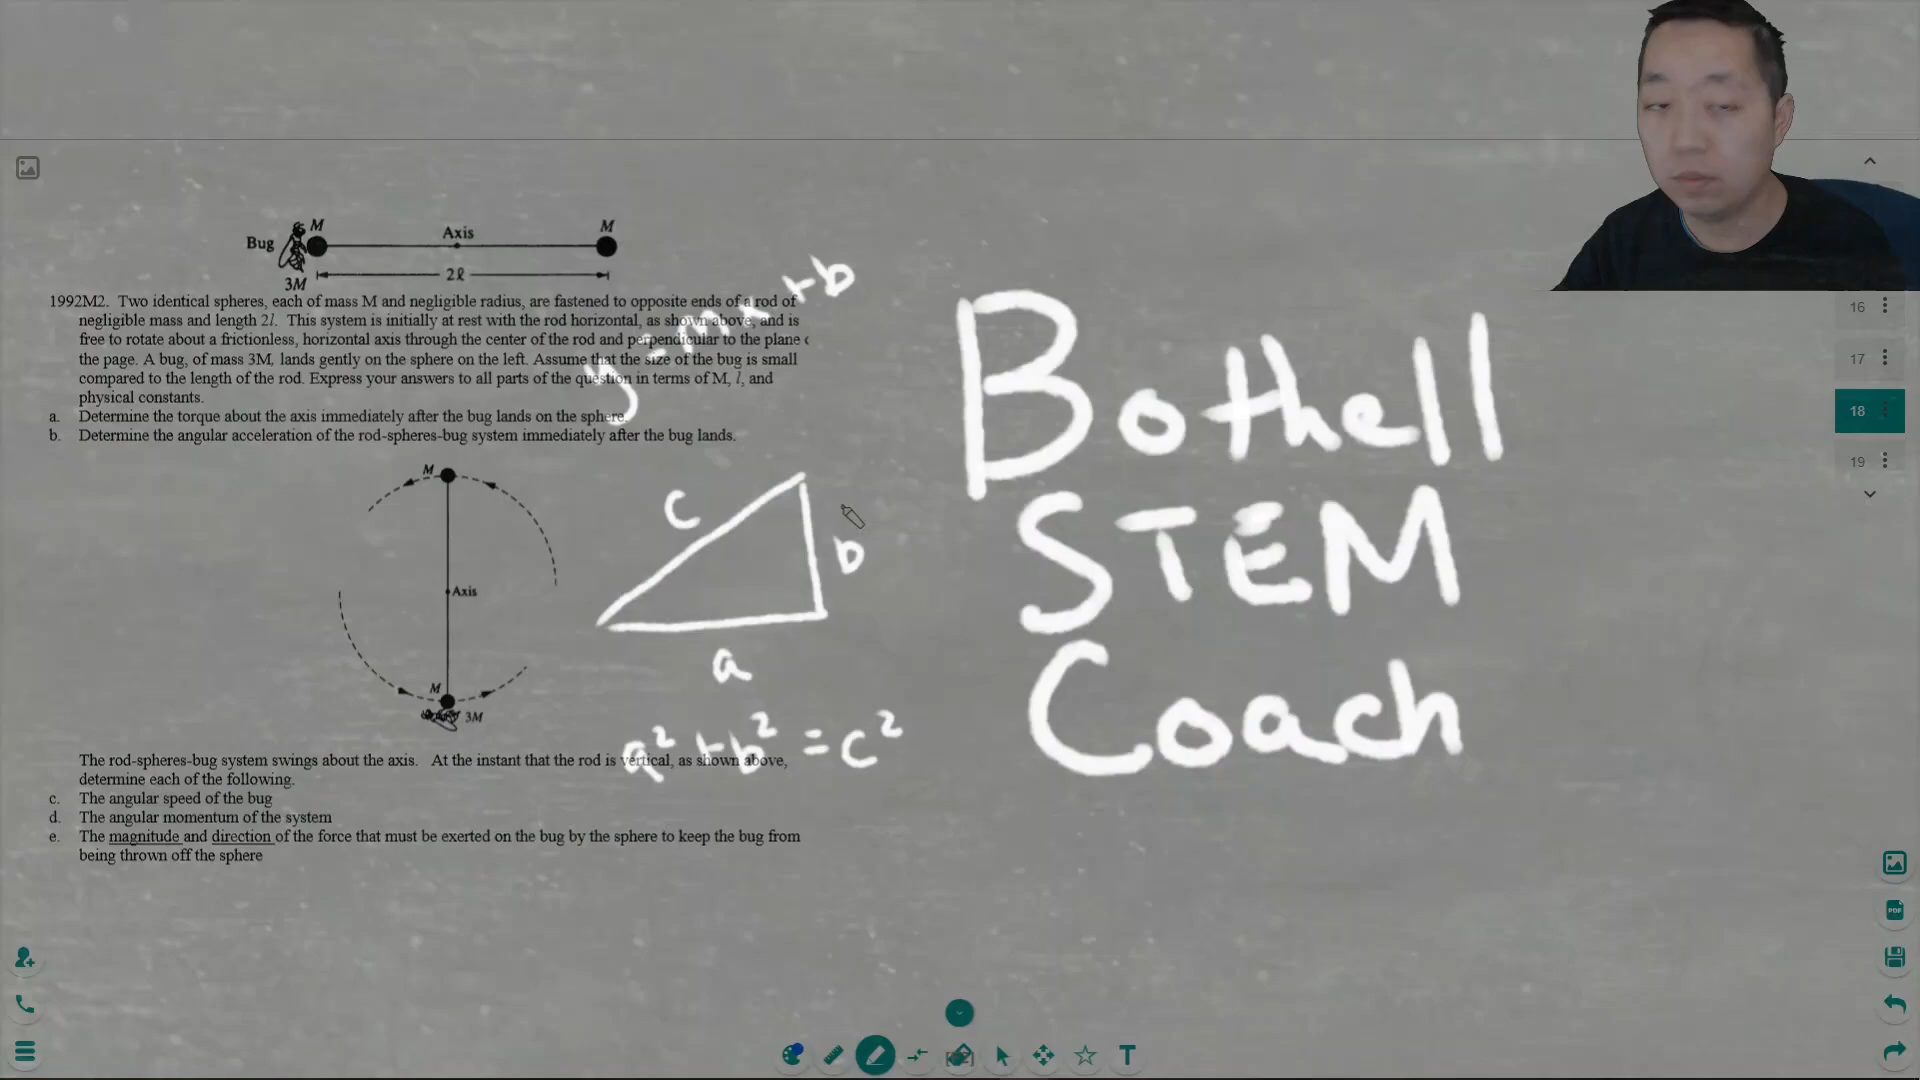 M
M
Axis
Bug
2ℓ
3M
y = mx + b
1992M2. Two identical spheres, each of mass M and negligible radius, are fastened to opposite ends of a rod of
negligible mass and length 2l. This system is initially at rest with the rod horizontal, as shown above, and is
free to rotate about a frictionless, horizontal axis through the center of the rod and perpendicular to the plane
the page. A bug, of mass 3M, lands gently on the sphere on the left. Assume that the size of the bug is small
compared to the length of the rod. Express your answers to all parts of the question in terms of M, l, and
physical constants.
a. Determine the torque about the axis immediately after the bug lands on the sphere.
b. Determine the angular acceleration of the rod-spheres-bug system immediately after the bug lands.
M
Axis
M
3M
c
b
a
a² + b² = c²
The rod-spheres-bug system swings about the axis. At the instant that the rod is vertical, as shown above,
determine each of the following.
c. The angular speed of the bug
d. The angular momentum of the system
e. The magnitude and direction of the force that must be exerted on the bug by the sphere to keep the bug from
being thrown off the sphere
Bothell
STEM
Coach
16
17
18
19
PDF
T